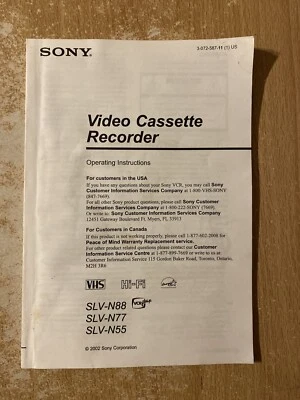 SONY
3-072-587-11 (1) US
Video Cassette
Recorder
Operating Instructions
For customers in the USA
If you have any questions about your Sony VCR, you may call Sony
Customer Information Services Company at 1-800-VHS-SONY
(847-7669).
For any other Sony product questions, please call Sony Customer
Information Services Company at 1-800-222-SONY (7669).
Or write to: Sony Customer Information Services Company
12451 Gateway Boulevard Ft. Myers, FL 33913
For Customers in Canada
If this product is not working properly, please call 1-877-602-2008 for
Peace of Mind Warranty Replacement service.
For other product related questions please contact our Customer
Information Service Centre at 1-877-899-7669 or write to us at:
Customer Information Service 115 Gordon Baker Road, Toronto, Ontario,
M2H 3R6
VHS Hi-Fi
SLV-N88
SLV-N77
SLV-N55
© 2002 Sony Corporation